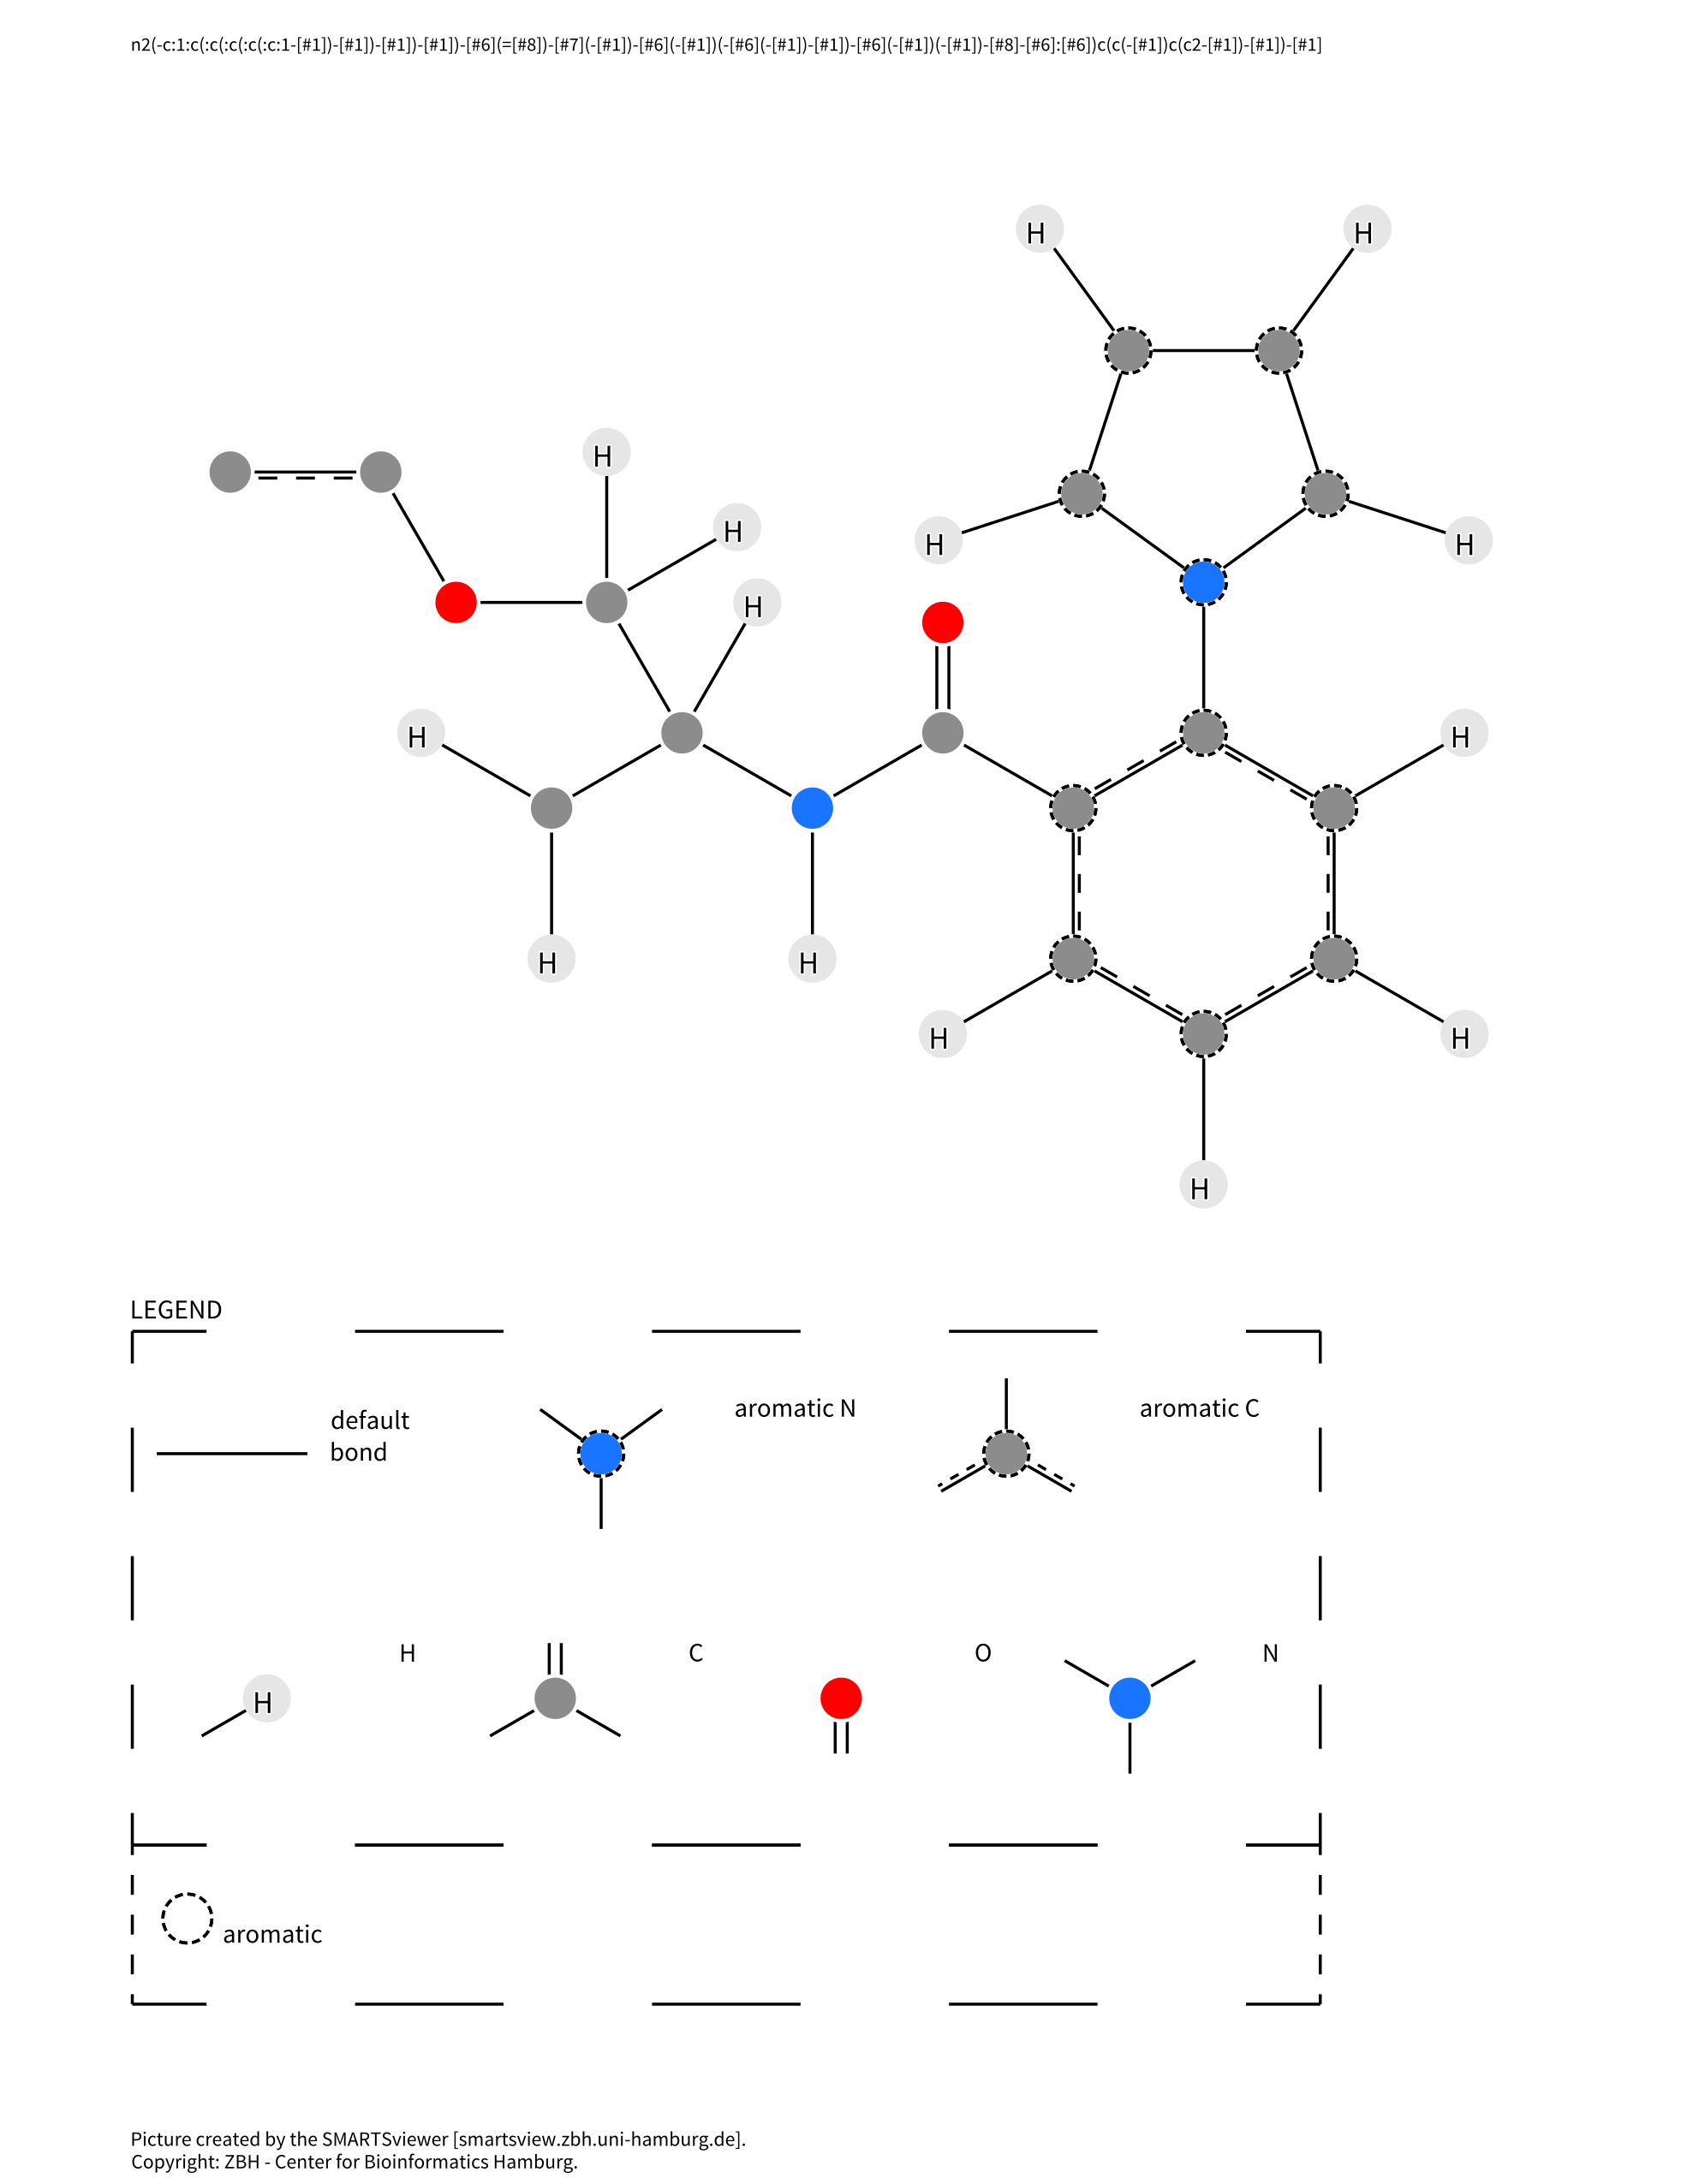 n2(-c:1:c(:c(:c(:c(:c:1-[#1])-[#1])-[#1])-[#1])-[#6](=[#8])-[#7](-[#1])-[#6](-[#1])(-[#6](-[#1])-[#1])-[#6](-[#1])(-[#1])-[#8]-[#6]:[#6])c(c(-[#1])c(c2-[#1])-[#1])-[#1]
H H
H
H
H H
H
H H
H H
H H
H
LEGEND
default
bond
aromatic N
aromatic C
H
H
C
O
N
aromatic
Picture created by the SMARTSviewer [smartsview.zbh.uni-hamburg.de].
Copyright: ZBH - Center for Bioinformatics Hamburg.